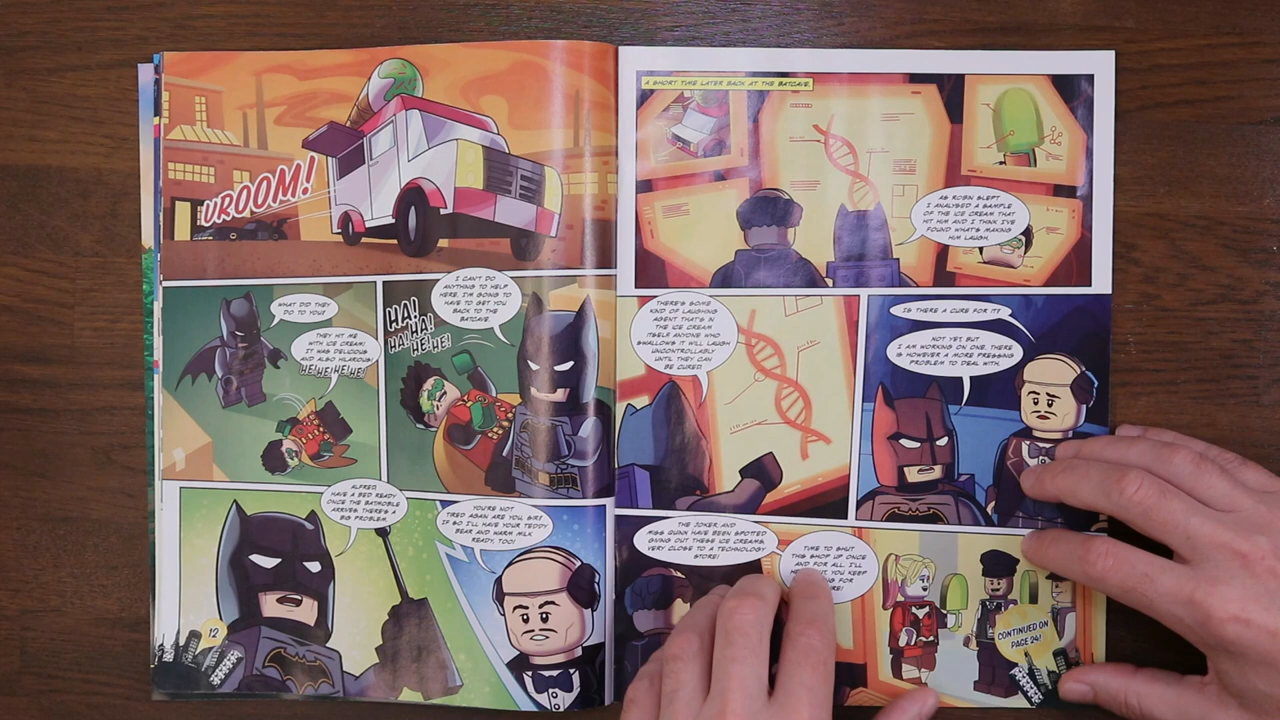 VROOM!
WHAT DID THEY
DO TO YOU?
THEY HIT ME
WITH ICE CREAM!
IT WAS DELICIOUS
AND ALSO HILAROUS!
HE!HE!HE!HE!
HA!
HA!HA!
HE!HE!
I CAN'T DO
ANYTHING TO HELP
HERE. I'M GOING TO
HAVE TO GET YOU
BACK TO THE
BATCAVE.
ALFRED,
HAVE A BED READY
ONCE THE BATMOBILE
ARRIVES. THERE'S A
BIG PROBLEM.
YOU'RE NOT
TIRED AGAIN ARE YOU, SIR?
IF SO I'LL HAVE YOUR TEDDY
BEAR AND WARM MILK
READY, TOO!
12
A SHORT TIME LATER BACK AT THE BATCAVE.
AS ROBIN SLEPT
I ANALYSED A SAMPLE
OF THE ICE CREAM THAT
HIT HIM AND I THINK I'VE
FOUND WHAT'S MAKING
HIM LAUGH.
THERE'S SOME
KIND OF LAUGHING
AGENT THAT'S IN
THE ICE CREAM
ITSELF. ANYONE WHO
SWALLOWS IT WILL LAUGH
UNCONTROLLABLY
UNTIL THEY CAN
BE CURED.
IS THERE A CURE FOR IT?
NOT YET, BUT
I AM WORKING ON ONE. THERE
IS HOWEVER A MORE PRESSING
PROBLEM TO DEAL WITH.
THE JOKER AND
MISS QUINN HAVE BEEN SPOTTED
GIVING OUT THESE ICE CREAMS,
VERY CLOSE TO A TECHNOLOGY
STORE!
TIME TO SHUT
THIS SHOP UP ONCE
AND FOR ALL. I'LL
YOU KEEP
FOR
CONTINUED ON
PAGE 24!